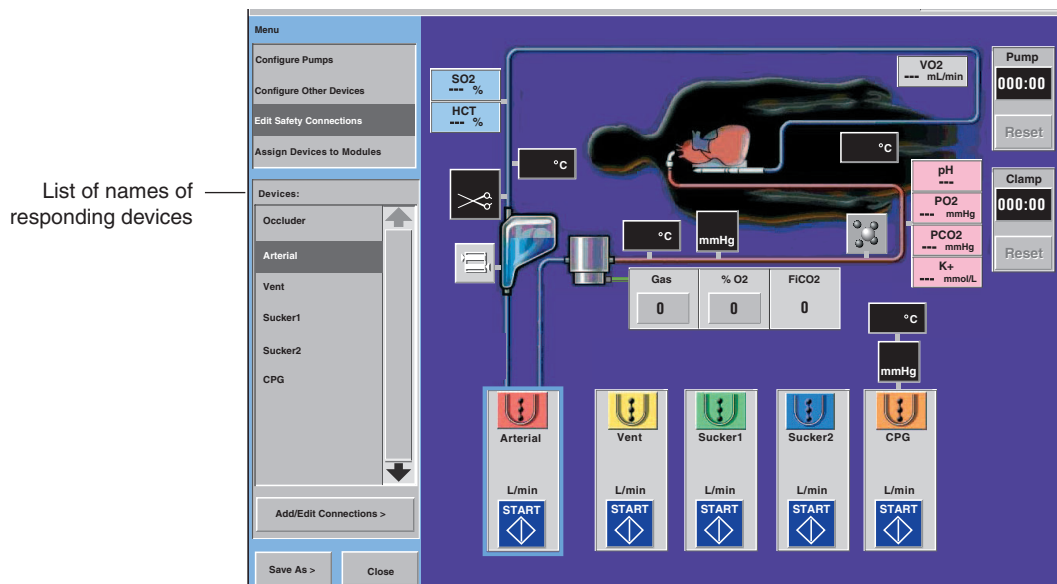 List of names of
responding devices
Menu
Configure Pumps
Configure Other Devices
Edit Safety Connections
Assign Devices to Modules
Devices:
Occluder
Arterial
Vent
Sucker1
Sucker2
CPG
Add/Edit Connections >
Save As >
Close
SO2
--- %
HCT
--- %
°C
VO2
--- mL/min
°C
Pump
000:00
Reset
Clamp
000:00
Reset
pH
---
PO2
--- mmHg
PCO2
--- mmHg
K+
--- mmol/L
°C
mmHg
Gas
0
% O2
0
FiCO2
0
°C
mmHg
Arterial
L/min
START
Vent
L/min
START
Sucker1
L/min
START
Sucker2
L/min
START
CPG
L/min
START